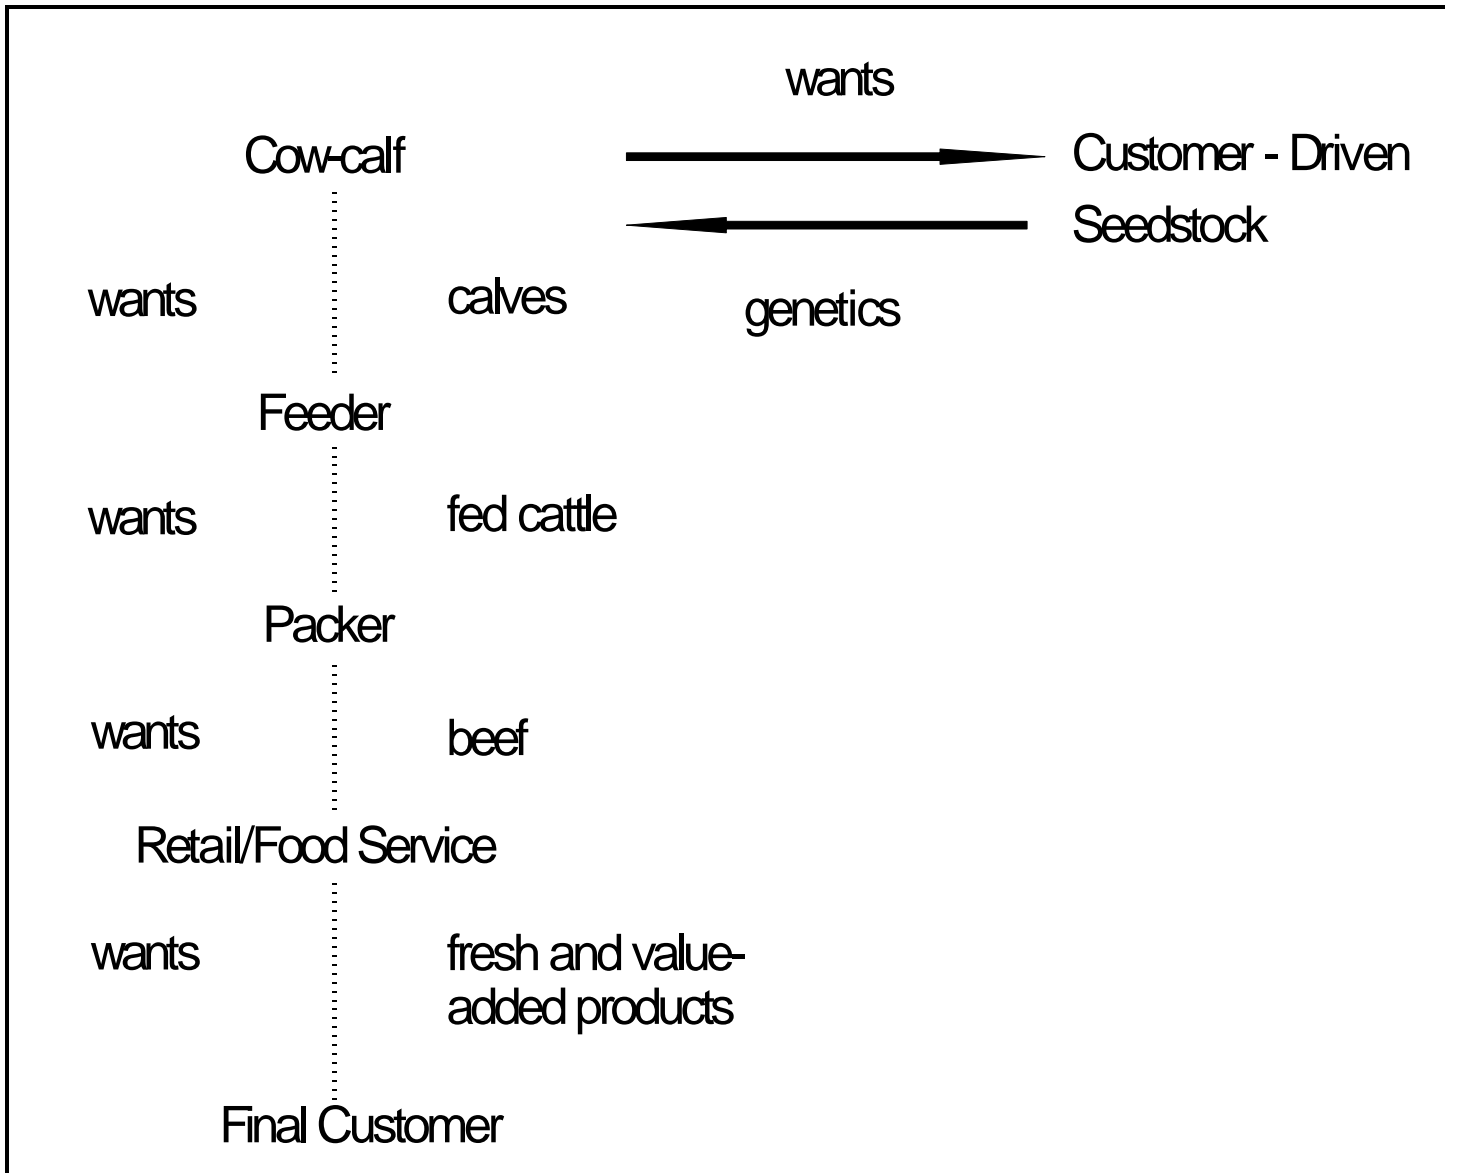 wants
Cow-calf
Customer - Driven
Seedstock
wants
calves
genetics
Feeder
wants
fed cattle
Packer
wants
beef
Retail/Food Service
wants
fresh and value-
added products
Final Customer